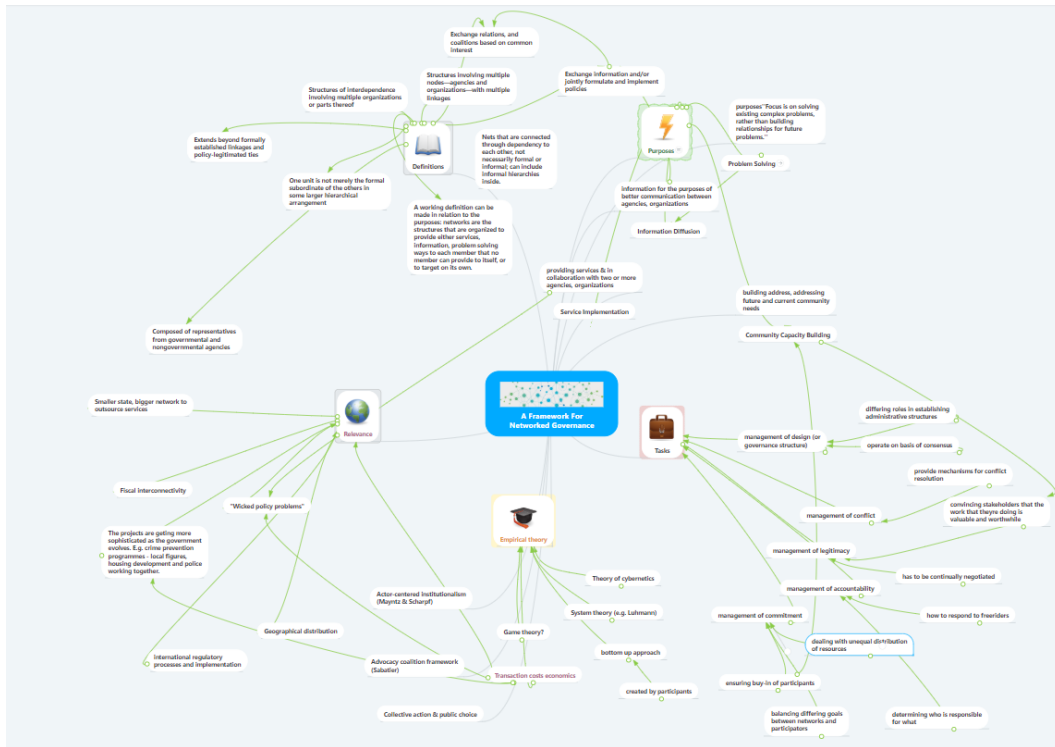 Exchange relations, and
coalitions based on common
interest
Structures involving multiple
nodes—agencies and
organizations—with multiple
linkages
Exchange information and/or
jointly formulate and implement
policies
Structures of interdependence
involving multiple organizations
or parts thereof
purposes"Focus is on solving
existing complex problems,
rather than building
relationships for future
problems."
Extends beyond formally
established linkages and
policy-legitimated ties
Definitions
Nets that are connected
through dependency to
each other, not
necessarily formal or
informal; can include
informal hierarchies
inside.
Purposes
Problem Solving
One unit is not merely the formal
subordinate of the others in
some larger hierarchical
arrangement
information for the purposes of
better communication between
agencies, organizations
A working definition can be
made in relation to the
purposes: networks are the
structures that are organized to
provide either services,
information, problem solving
ways to each member that no
member can provide to itself, or
to target on its own.
Information Diffusion
providing services & in
collaboration with two or more
agencies, organizations
Service Implementation
building address, addressing
future and current community
needs
Community Capacity Building
Composed of representatives
from governmental and
nongovernmental agencies
Smaller state, bigger network to
outsource services
Relevance
A Framework For
Networked Governance
Tasks
differing roles in establishing
administrative structures
management of design (or
governance structure)
operate on basis of consensus
provide mechanisms for conflict
resolution
Fiscal interconnectivity
"Wicked policy problems"
convincing stakeholders that the
work that theyre doing is
valuable and worthwhile
management of conflict
The projects are geting more
sophisticated as the government
evolves. E.g. crime prevention
programmes - local figures,
housing development and police
working together.
Empirical theory
management of legitimacy
Theory of cybernetics
has to be continually negotiated
management of accountability
Actor-centered institutionalism
(Mayntz & Scharpf)
System theory (e.g. Luhmann)
management of commitment
how to respond to freeriders
Geographical distribution
Game theory?
dealing with unequal distribution
of resources
bottom up approach
International regulatory
processes and implementation
Advocacy coalition framework
(Sabatier)
Transaction costs economics
ensuring buy-in of participants
created by participants
Collective action & public choice
balancing differing goals
between networks and
participators
determining who is responsible
for what